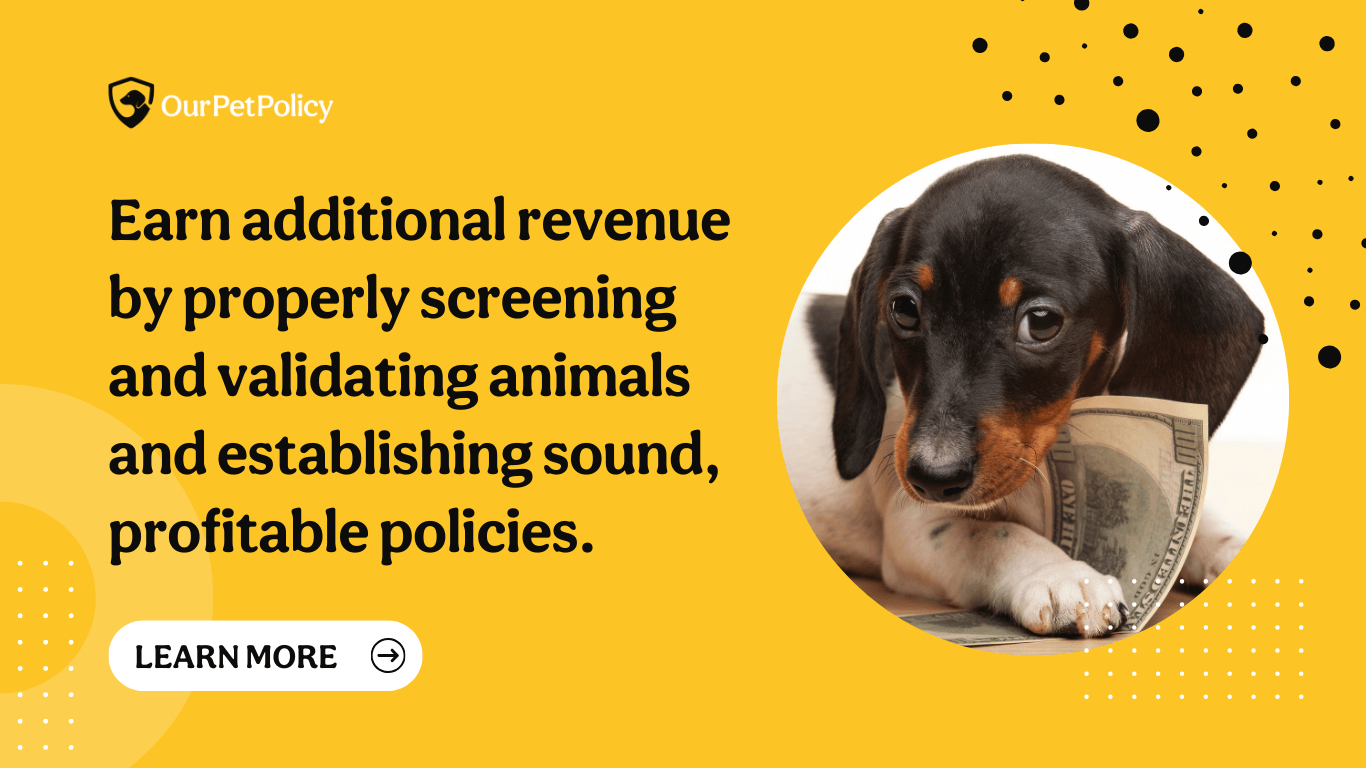 OurPetPolicy
Earn additional revenue
by properly screening
and validating animals
and establishing sound,
profitable policies.
LEARN MORE